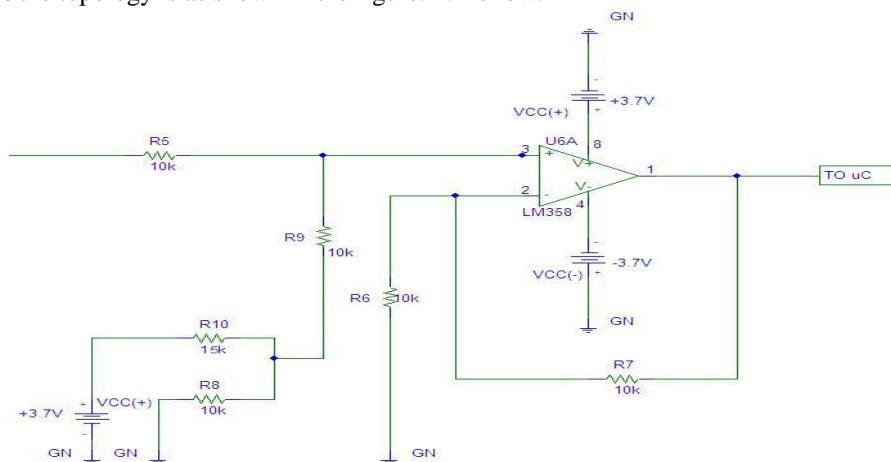 GN
+3.7V
VCC(+)
R5
10k
U6A
8
3
+
V+
1
TO uC
2
-
V-
4
LM358
R9
10k
-3.7V
VCC(-)
R6
10k
GN
R10
15k
R7
10k
R8
10k
VCC(+)
+3.7V
GN
GN
GN